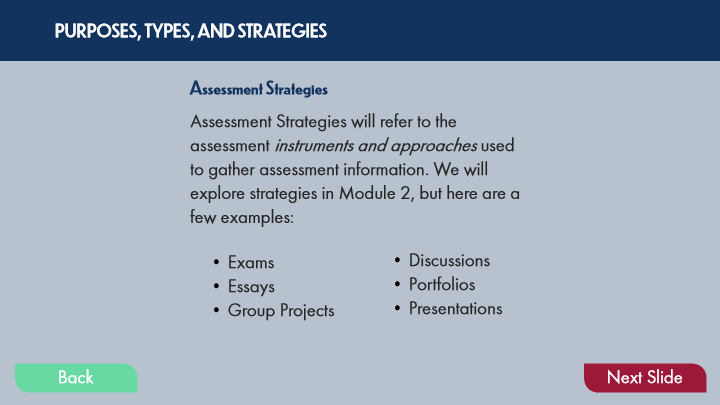 PURPOSES, TYPES, AND STRATEGIES
Assessment Strategies
Assessment Strategies will refer to the
assessment instruments and approaches used
to gather assessment information. We will
explore strategies in Module 2, but here are a
few examples:
• Exams
• Essays
• Group Projects
• Discussions
• Portfolios
• Presentations
Back
Next Slide